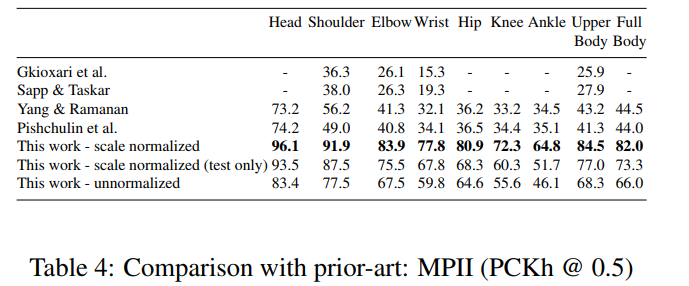 Head Shoulder Elbow Wrist Hip Knee Ankle Upper Full
Body Body
Gkioxari et al. - 36.3 26.1 15.3 - - - 25.9 -
Sapp & Taskar - 38.0 26.3 19.3 - - - 27.9 -
Yang & Ramanan 73.2 56.2 41.3 32.1 36.2 33.2 34.5 43.2 44.5
Pishchulin et al. 74.2 49.0 40.8 34.1 36.5 34.4 35.1 41.3 44.0
This work - scale normalized 96.1 91.9 83.9 77.8 80.9 72.3 64.8 84.5 82.0
This work - scale normalized (test only) 93.5 87.5 75.5 67.8 68.3 60.3 51.7 77.0 73.3
This work - unnormalized 83.4 77.5 67.5 59.8 64.6 55.6 46.1 68.3 66.0
Table 4: Comparison with prior-art: MPII (PCKh @ 0.5)